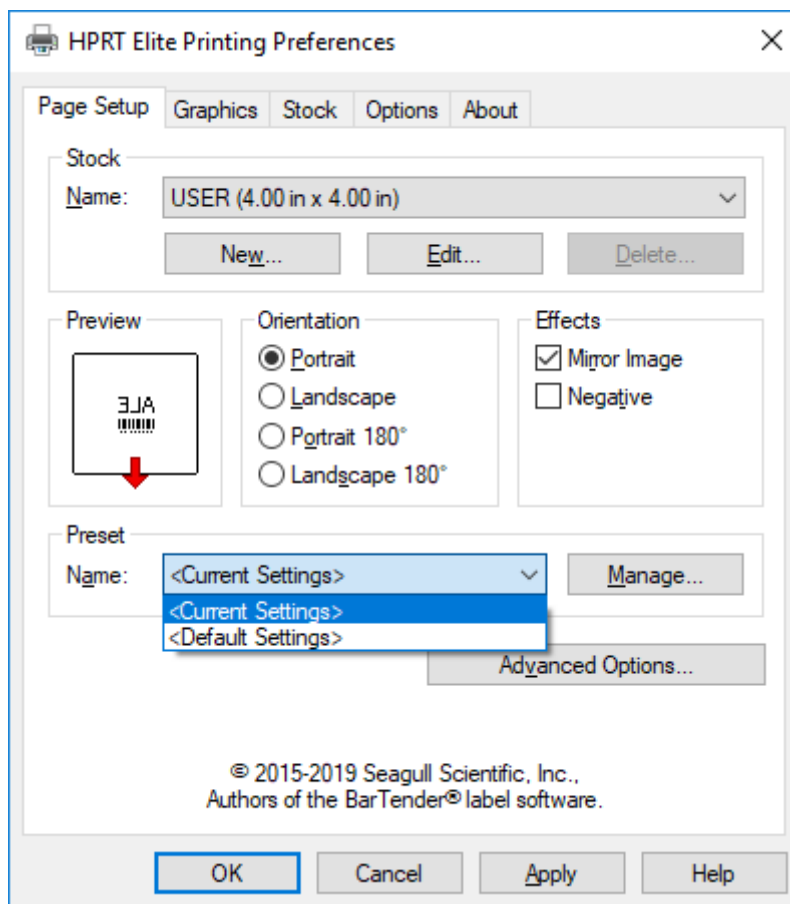 HPRT Elite Printing Preferences
Page Setup Graphics Stock Options About
Stock
Name: USER (4.00 in x 4.00 in)
New... Edit... Delete...
Preview Orientation Effects
ALE
Portrait Mirror Image
Landscape Negative
Portrait 180°
Landscape 180°
Preset
Name: <Current Settings> Manage...
<Current Settings>
<Default Settings>
Advanced Options...
© 2015-2019 Seagull Scientific, Inc.,
Authors of the BarTender® label software.
OK Cancel Apply Help